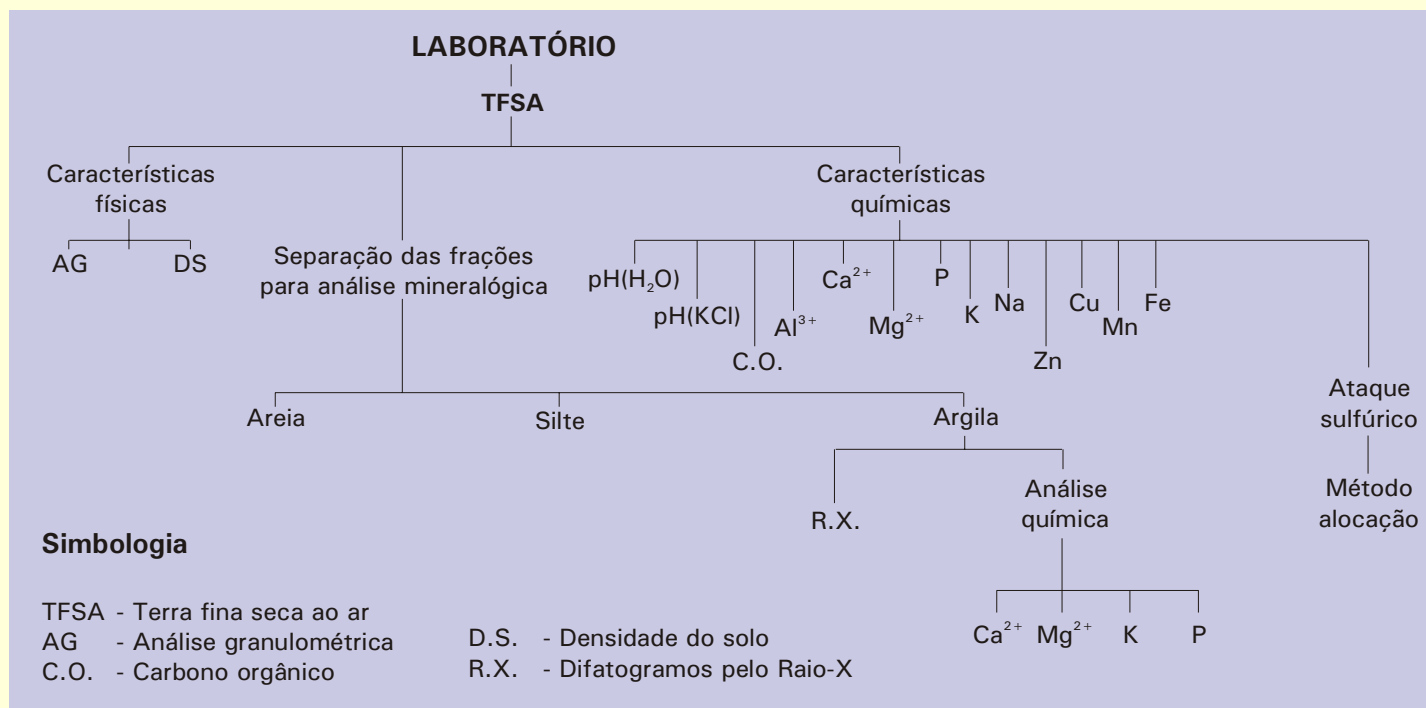 LABORATÓRIO
TFSA
Características
físicas
AG
DS
Separação das frações
para análise mineralógica
Características
químicas
pH(H₂O)
pH(KCl)
C.O.
Al³⁺
Ca²⁺
Mg²⁺
P
K
Na
Zn
Cu
Mn
Fe
Ataque
sulfúrico
Método
alocação
Areia
Silte
Argila
R.X.
Análise
química
Ca²⁺
Mg²⁺
K
P
Simbologia
TFSA - Terra fina seca ao ar
AG - Análise granulométrica
C.O. - Carbono orgânico
D.S. - Densidade do solo
R.X. - Difatogramos pelo Raio-X